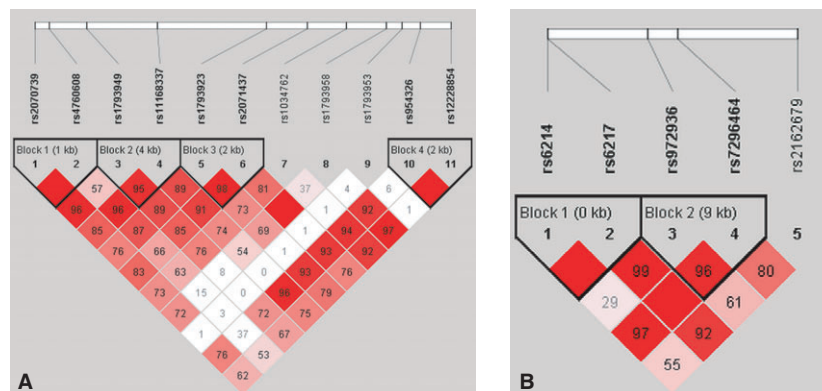 rs2070739
rs4760608
rs1793949
rs11168337
rs1793923
rs2071437
rs1034762
rs1793958
rs1793953
rs954326
rs12228854
Block 1 (1 kb) Block 2 (4 kb) Block 3 (2 kb) Block 4 (2 kb)
1 2 3 4 5 6 7 8 9 10 11
57 95 89 98 81 37 4 6
96 96 89 91 73 1 92 1
85 87 85 74 69 1 94 97
76 66 76 54 1 93 92
83 63 8 0 93 76
73 15 0 96 79
72 3 72 75
1 37 67
76 53
62
A
rs6214
rs6217
rs972936
rs7296464
rs2162679
Block 1 (0 kb) Block 2 (9 kb)
1 2 3 4 5
99 96 80
29 61
97 92
55
B